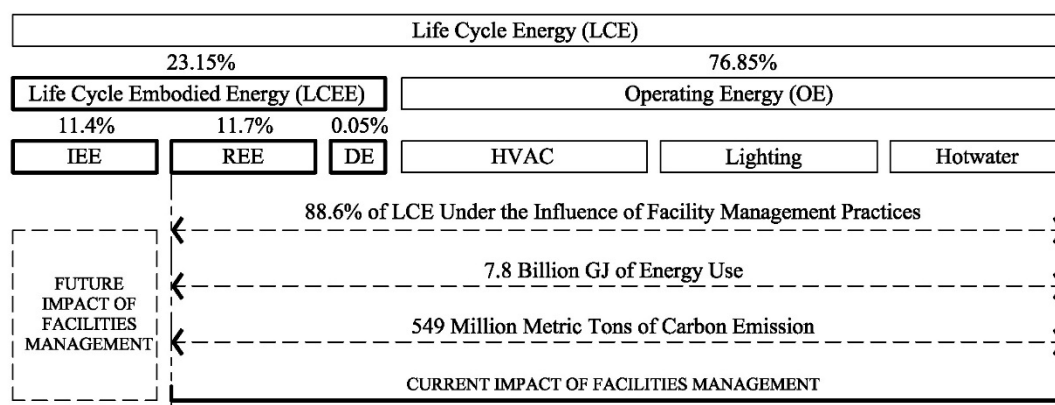 Life Cycle Energy (LCE)
23.15% 76.85%
Life Cycle Embodied Energy (LCEE) Operating Energy (OE)
11.4% 11.7% 0.05%
IEE REE DE HVAC Lighting Hotwater
88.6% of LCE Under the Influence of Facility Management Practices
7.8 Billion GJ of Energy Use
549 Million Metric Tons of Carbon Emission
FUTURE
IMPACT OF
FACILITIES
MANAGEMENT
CURRENT IMPACT OF FACILITIES MANAGEMENT